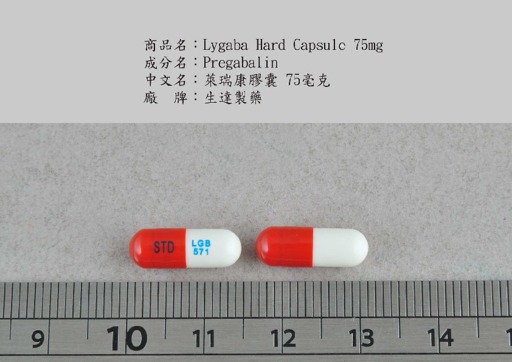 商品名：Lygaba Hard Capsule 75mg
成分名：Pregabalin
中文名：萊瑞康膠囊 75毫克
廠　牌：生達製藥
STD LGB
571
9 10 11 12 13 14